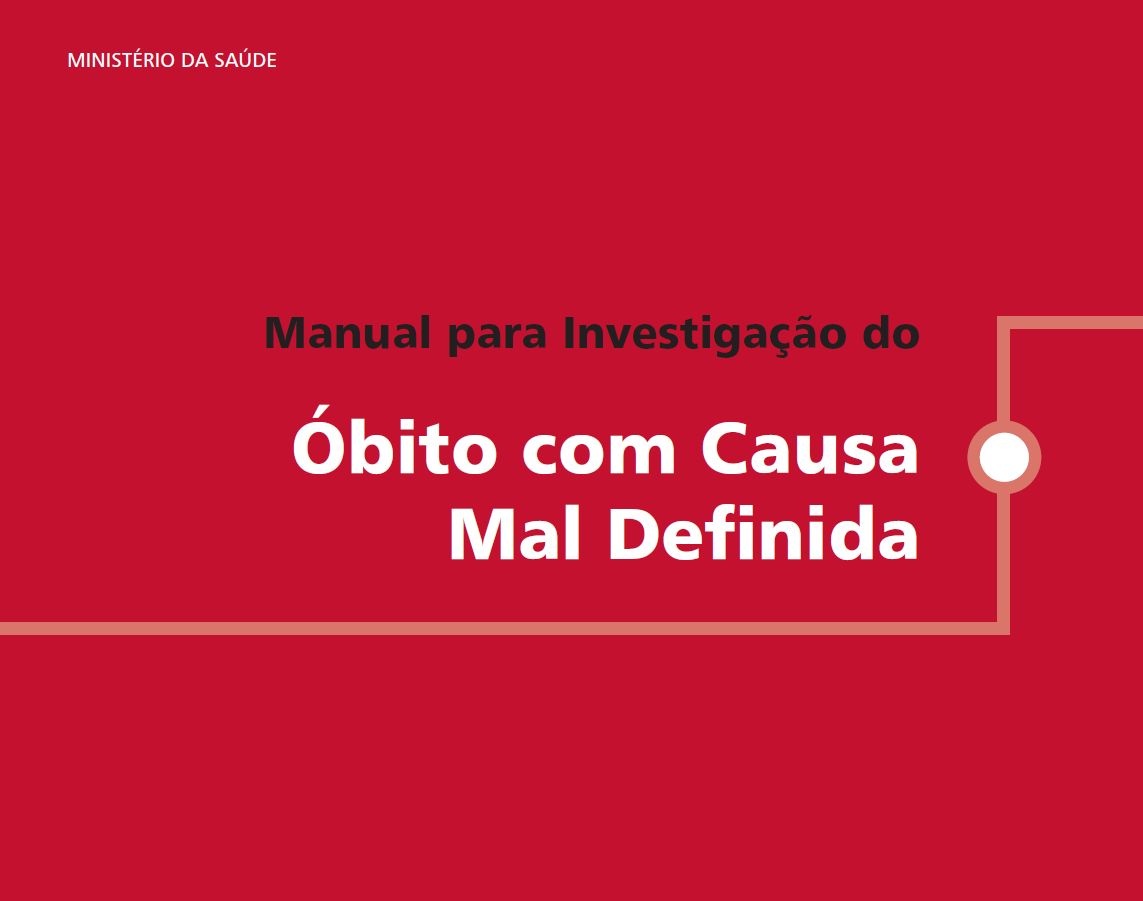 MINISTÉRIO DA SAÚDE
Manual para Investigação do
Óbito com Causa
Mal Definida